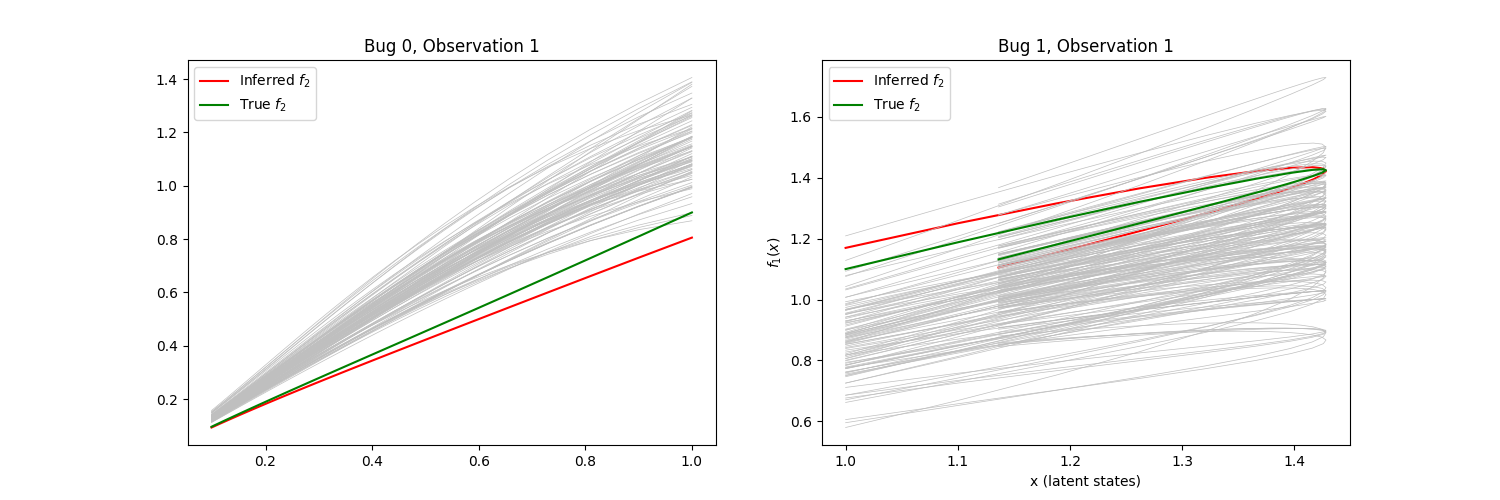 Bug 0, Observation 1
Inferred f₂
True f₂
1.4
1.2
1.0
0.8
0.6
0.4
0.2
0.2 0.4 0.6 0.8 1.0
Bug 1, Observation 1
Inferred f₂
True f₂
f₁(x)
1.6
1.4
1.2
1.0
0.8
0.6
1.0 1.1 1.2 1.3 1.4
x (latent states)